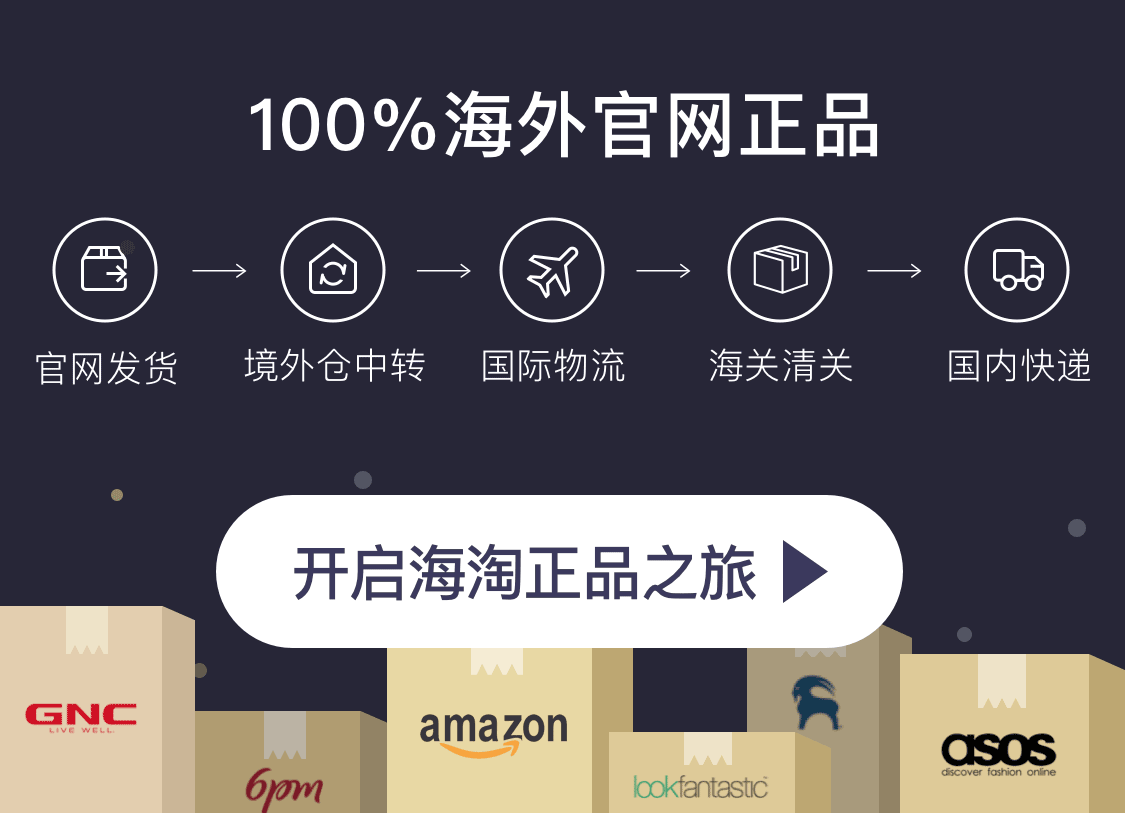 100%海外官网正品
官网发货
境外仓中转
国际物流
海关清关
国内快递
开启海淘正品之旅
GNC
LIVE WELL.
6pm
amazon
lookfantastic
asos
discover fashion online